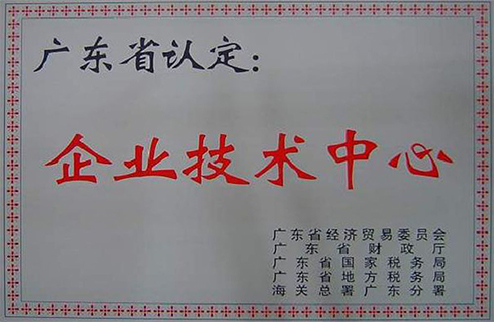 广东省认定：
企业技术中心
广东省经济贸易委员会
广东省财政厅
广东省国家税务局
广东省地方税务局
海关总署广东分署